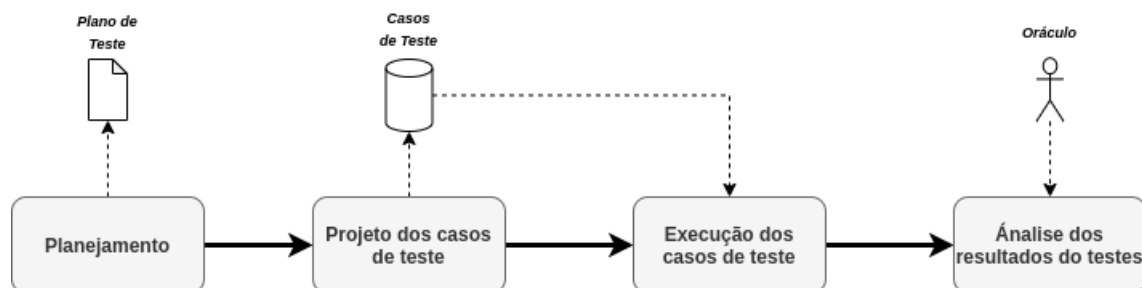 Plano de
Teste
Casos
de Teste
Oráculo
Planejamento
Projeto dos casos
de teste
Execução dos
casos de teste
Ánalise dos
resultados do testes